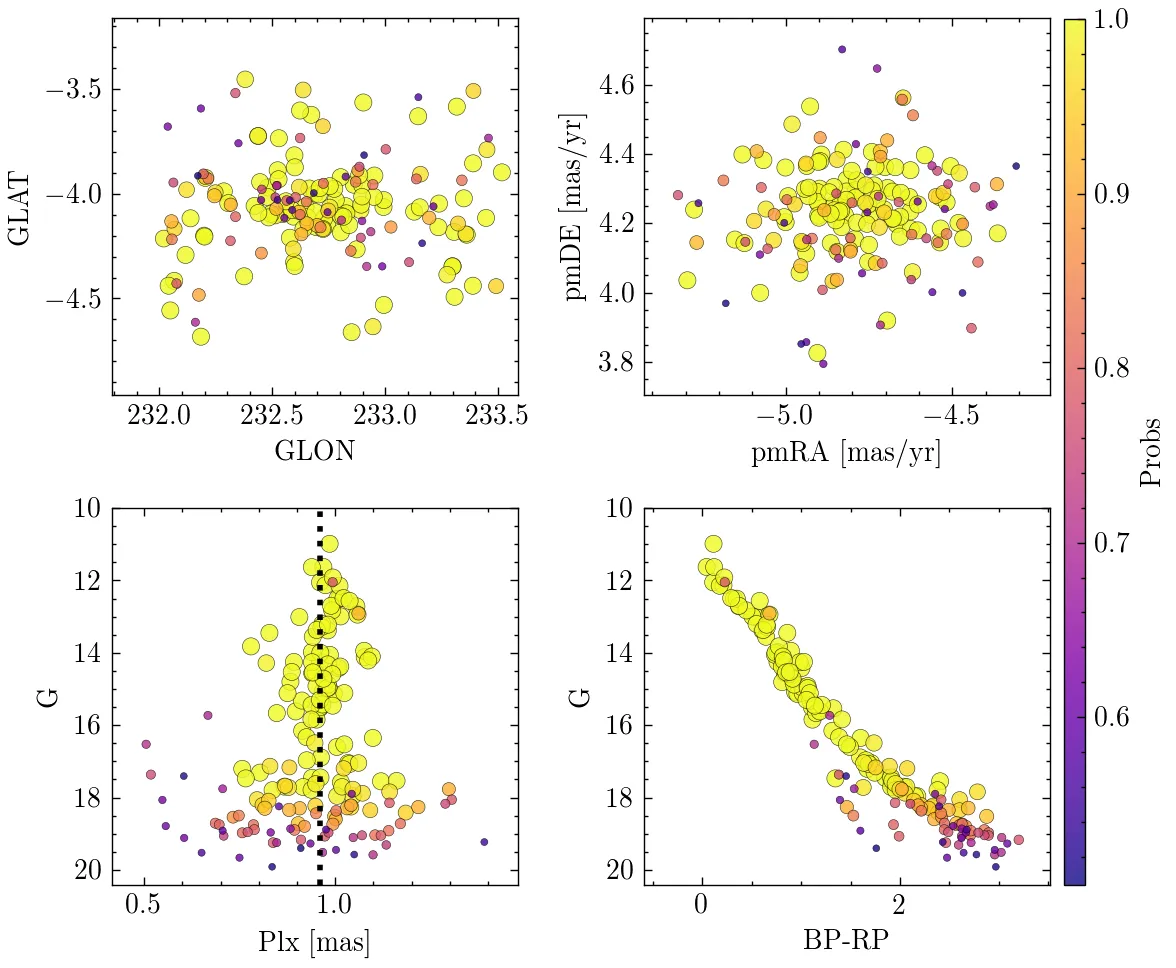 −3.5
−4.0
−4.5
GLAT
232.0 232.5 233.0 233.5
GLON
4.6
4.4
4.2
4.0
3.8
pmDE [mas/yr]
−5.0 −4.5
pmRA [mas/yr]
10
12
14
16
18
20
G
0.5 1.0
Plx [mas]
10
12
14
16
18
20
G
0 2
BP-RP
1.0
0.9
0.8
0.7
0.6
Probs